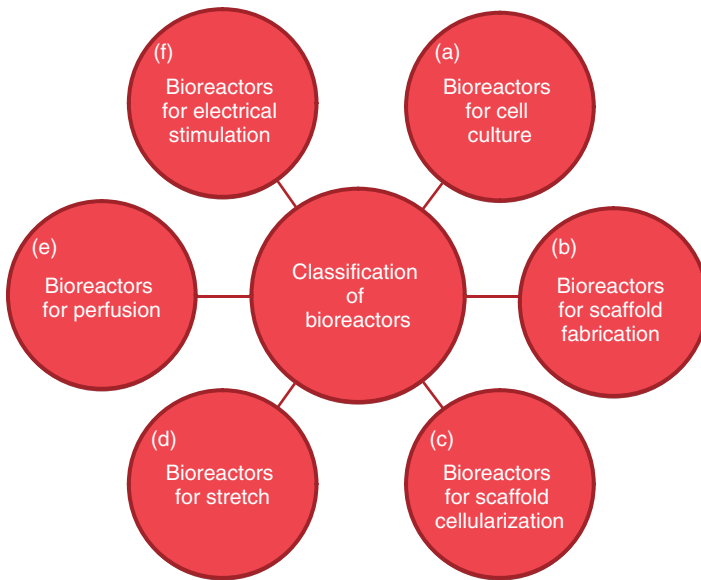 (a)
Bioreactors
for cell
culture
(b)
Bioreactors
for scaffold
fabrication
(c)
Bioreactors
for scaffold
cellularization
(d)
Bioreactors
for stretch
(e)
Bioreactors
for perfusion
(f)
Bioreactors
for electrical
stimulation
Classification
of
bioreactors